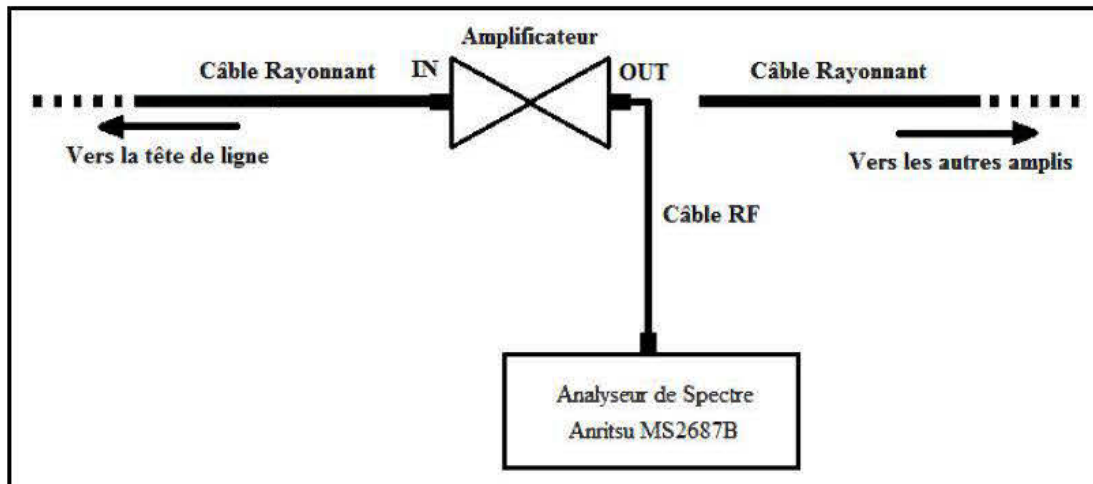 Amplificateur
Câble Rayonnant
IN
OUT
Câble Rayonnant
Vers la tête de ligne
Vers les autres amplis
Câble RF
Analyseur de Spectre
Anritsu MS2687B